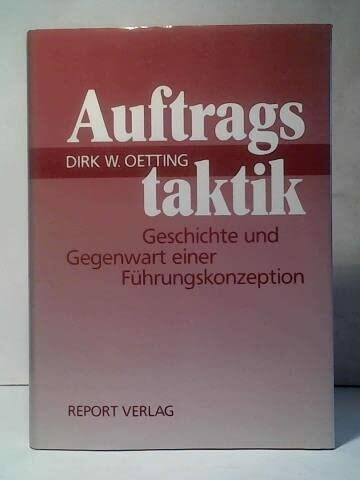 Auftrags
DIRK W. OETTING
taktik
Geschichte und
Gegenwart einer
Führungskonzeption
REPORT VERLAG